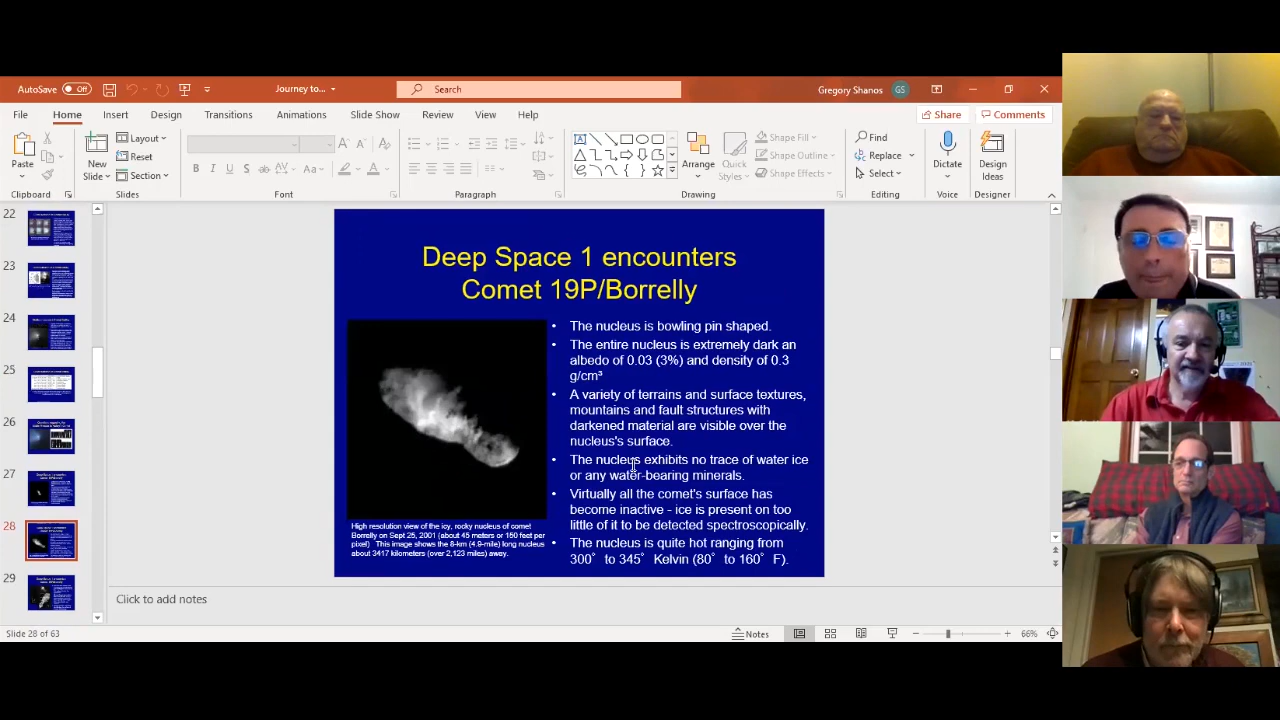 AutoSave Off
Journey to...
Search
Gregory Shanos GS
File Home Insert Design Transitions Animations Slide Show Review View Help
Share Comments
Paste
New Slide
Layout
Reset
Section
B I U S
Aa
Arrange
Quick Styles
Shape Fill
Shape Outline
Shape Effects
Find
Replace
Select
Dictate
Design Ideas
Clipboard Slides Font Paragraph Drawing Editing Voice Designer
22
23
24
25
26
27
28
29
Deep Space 1 encounters
Comet 19P/Borrelly
• The nucleus is bowling pin shaped.
• The entire nucleus is extremely dark an
albedo of 0.03 (3%) and density of 0.3
g/cm³
• A variety of terrains and surface textures,
mountains and fault structures with
darkened material are visible over the
nucleus's surface.
• The nucleus exhibits no trace of water ice
or any water-bearing minerals.
• Virtually all the comet's surface has
become inactive - ice is present on too
little of it to be detected spectroscopically.
• The nucleus is quite hot ranging from
300° to 345° Kelvin (80° to 160° F).
High resolution view of the icy, rocky nucleus of comet
Borrelly on Sept 25, 2001 (about 45 meters or 150 feet per
pixel) This image shows the 8-km (4.9-mile) long nucleus
about 3417 kilometers (over 2,123 miles) away.
Click to add notes
Slide 28 of 63
Notes
66%